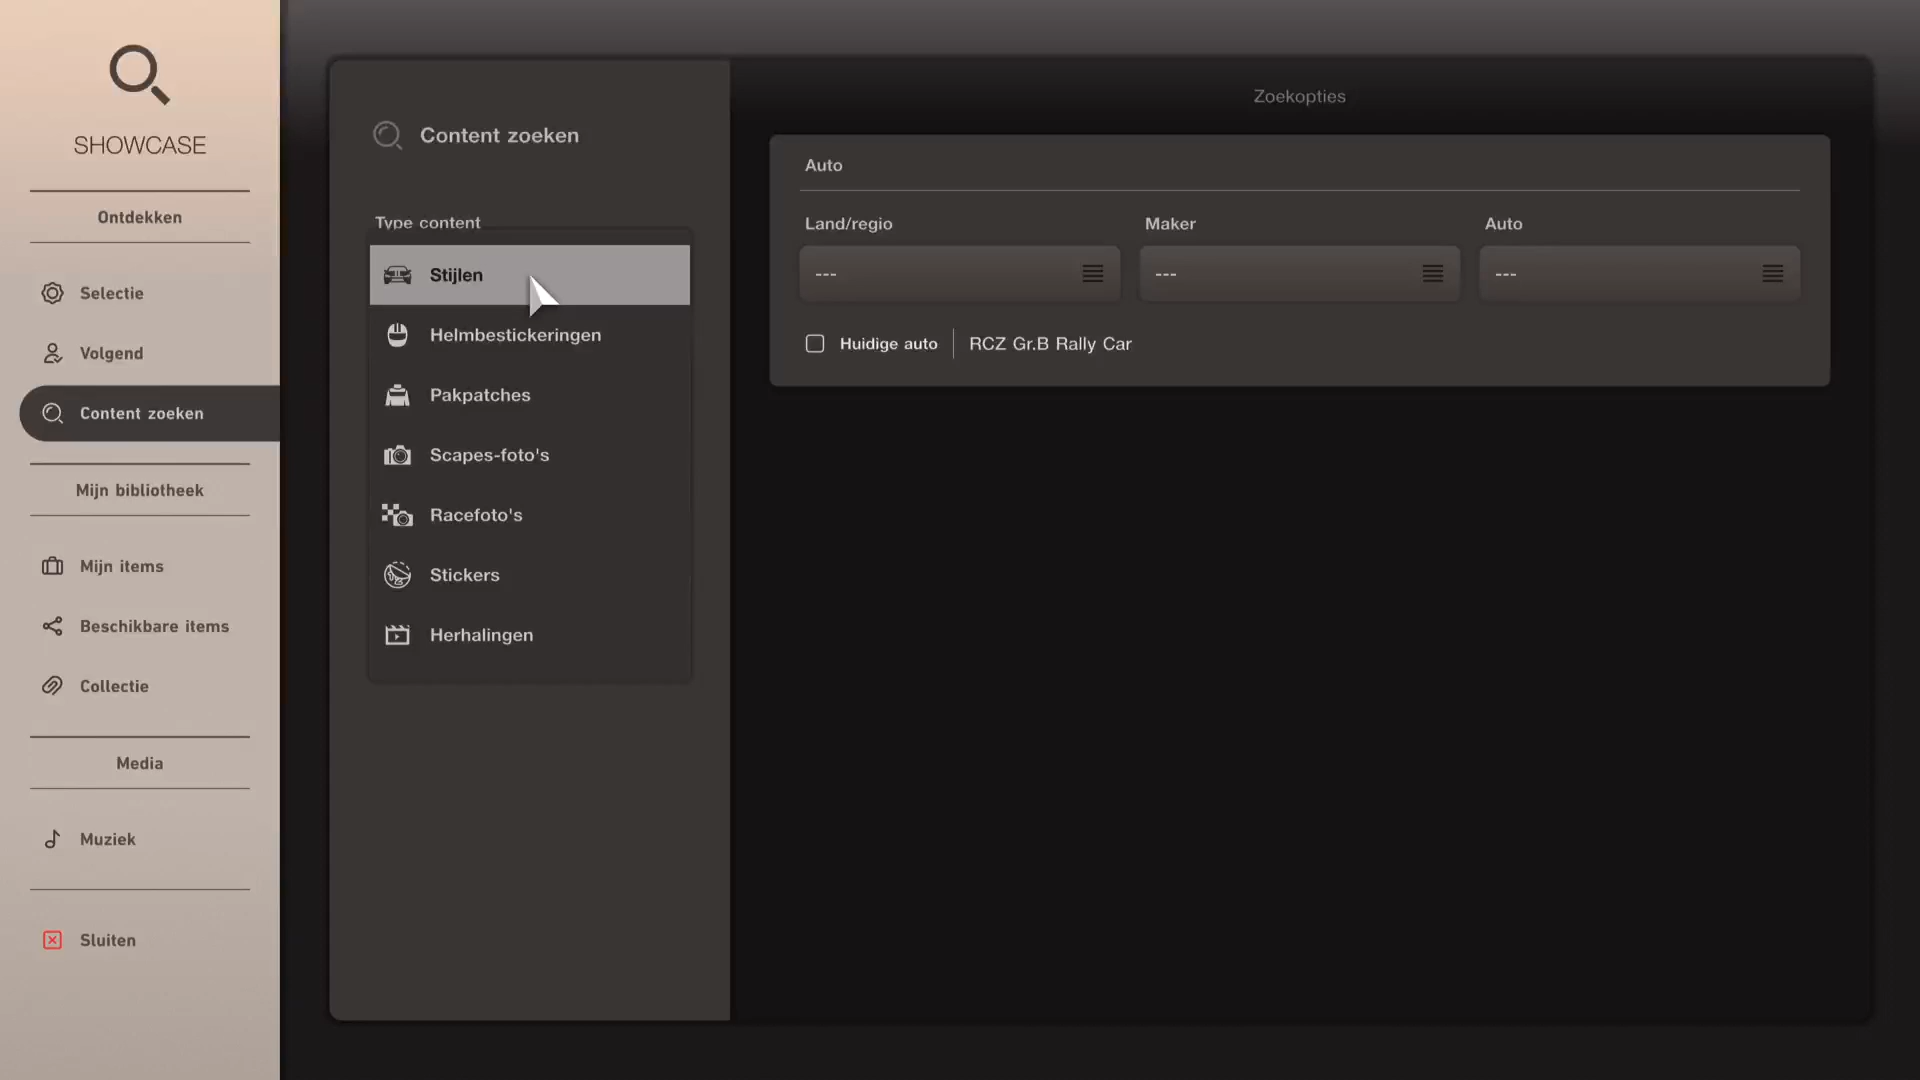 SHOWCASE
Ontdekken
Selectie
Volgend
Content zoeken
Mijn bibliotheek
Mijn items
Beschikbare items
Collectie
Media
Muziek
Sluiten
Content zoeken
Type content
Stijlen
Helmbestickeringen
Pakpatches
Scapes-foto's
Racefoto's
Stickers
Herhalingen
Zoekopties
Auto
Land/regio Maker Auto
--- --- ---
Huidige auto RCZ Gr.B Rally Car